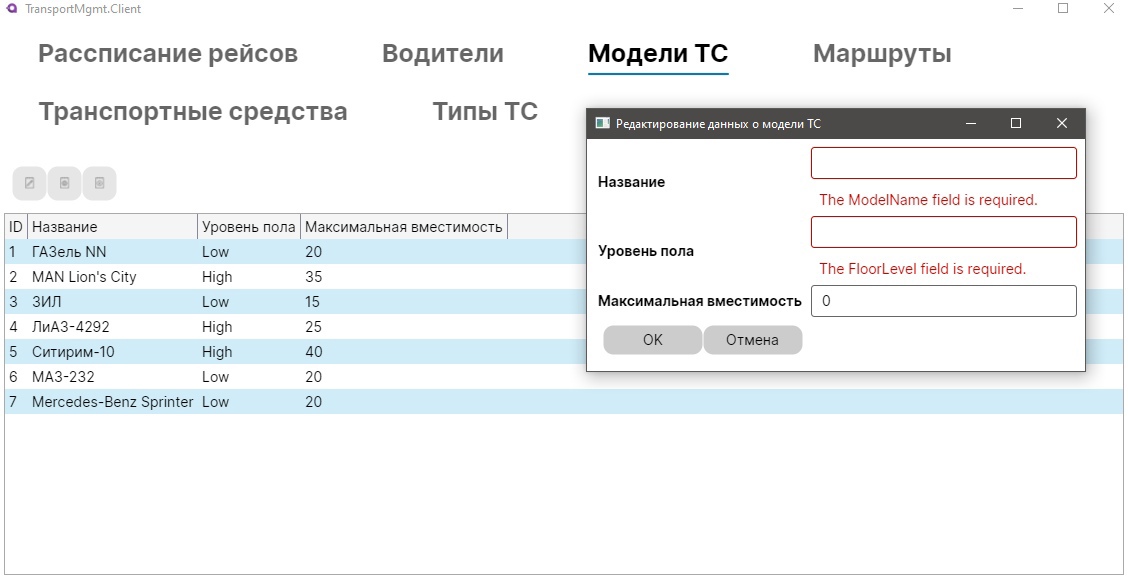 TransportMgmt.Client
Рассписание рейсов Водители Модели ТС Маршруты
Транспортные средства Типы ТС
Редактирование данных о модели ТС
Название
The ModelName field is required.
Уровень пола
The FloorLevel field is required.
Максимальная вместимость 0
OK Отмена
ID Название Уровень пола Максимальная вместимость
1 ГАЗель NN Low 20
2 MAN Lion's City High 35
3 ЗИЛ Low 15
4 ЛиАЗ-4292 High 25
5 Ситирим-10 High 40
6 МАЗ-232 Low 20
7 Mercedes-Benz Sprinter Low 20